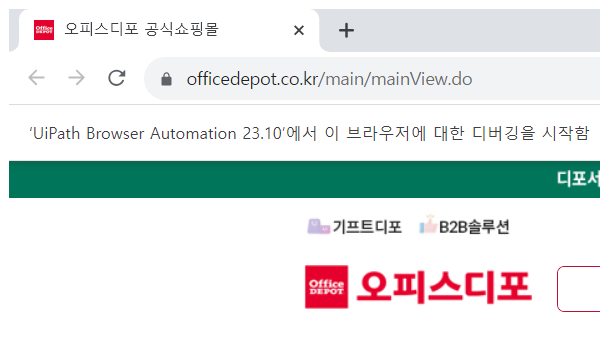 Office DEPOT 오피스디포 공식쇼핑몰
officedepot.co.kr/main/mainView.do
'UiPath Browser Automation 23.10'에서 이 브라우저에 대한 디버깅을 시작함
디포서
기프트디포 B2B솔루션
Office DEPOT 오피스디포